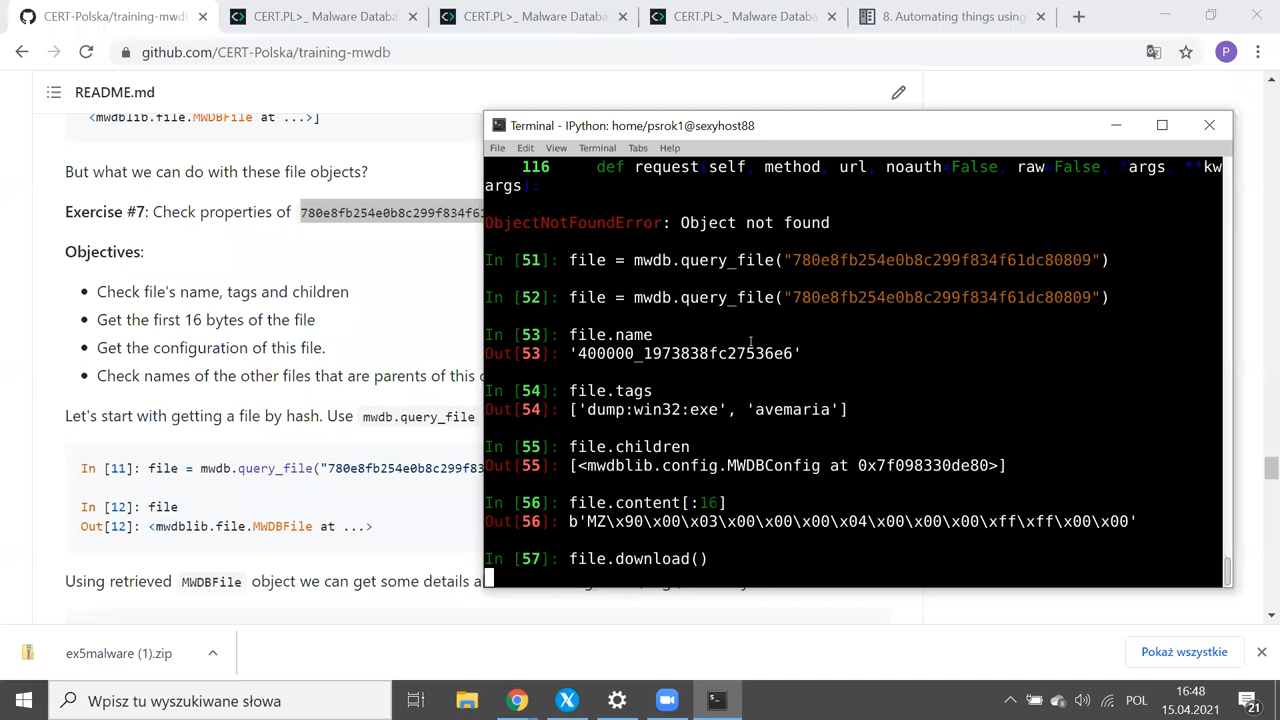 CERT-Polska/training-mwd
CERT.PL>_ Malware Databa
CERT.PL>_ Malware Databa
CERT.PL>_ Malware Databa
8. Automating things using
github.com/CERT-Polska/training-mwdb
P
README.md
<mwdblib.file.MWDBFile at ...>]
But what we can do with these file objects?
Exercise #7: Check properties of 780e8fb254e0b8c299f834f61
Objectives:
Check file's name, tags and children
Get the first 16 bytes of the file
Get the configuration of this file.
Check names of the other files that are parents of this c
Let's start with getting a file by hash. Use mwdb.query_file
In [11]: file = mwdb.query_file("780e8fb254e0b8c299f83
In [12]: file
Out[12]: <mwdblib.file.MWDBFile at ...>
Using retrieved MWDBFile object we can get some details a
Terminal - IPython: home/psrok1@sexyhost88
File Edit View Terminal Tabs Help
116 def request(self, method, url, noauth=False, raw=False, *args, **kw
args):
ObjectNotFoundError: Object not found
In [51]: file = mwdb.query_file("780e8fb254e0b8c299f834f61dc80809")
In [52]: file = mwdb.query_file("780e8fb254e0b8c299f834f61dc80809")
In [53]: file.name
Out[53]: '400000_1973838fc27536e6'
In [54]: file.tags
Out[54]: ['dump:win32:exe', 'avemaria']
In [55]: file.children
Out[55]: [<mwdblib.config.MWDBConfig at 0x7f098330de80>]
In [56]: file.content[:16]
Out[56]: b'MZ\x90\x00\x03\x00\x00\x00\x04\x00\x00\x00\xff\xff\x00\x00'
In [57]: file.download()
ex5malware (1).zip
Pokaż wszystkie
Wpisz tu wyszukiwane słowa
POL
16:48
15.04.2021
21